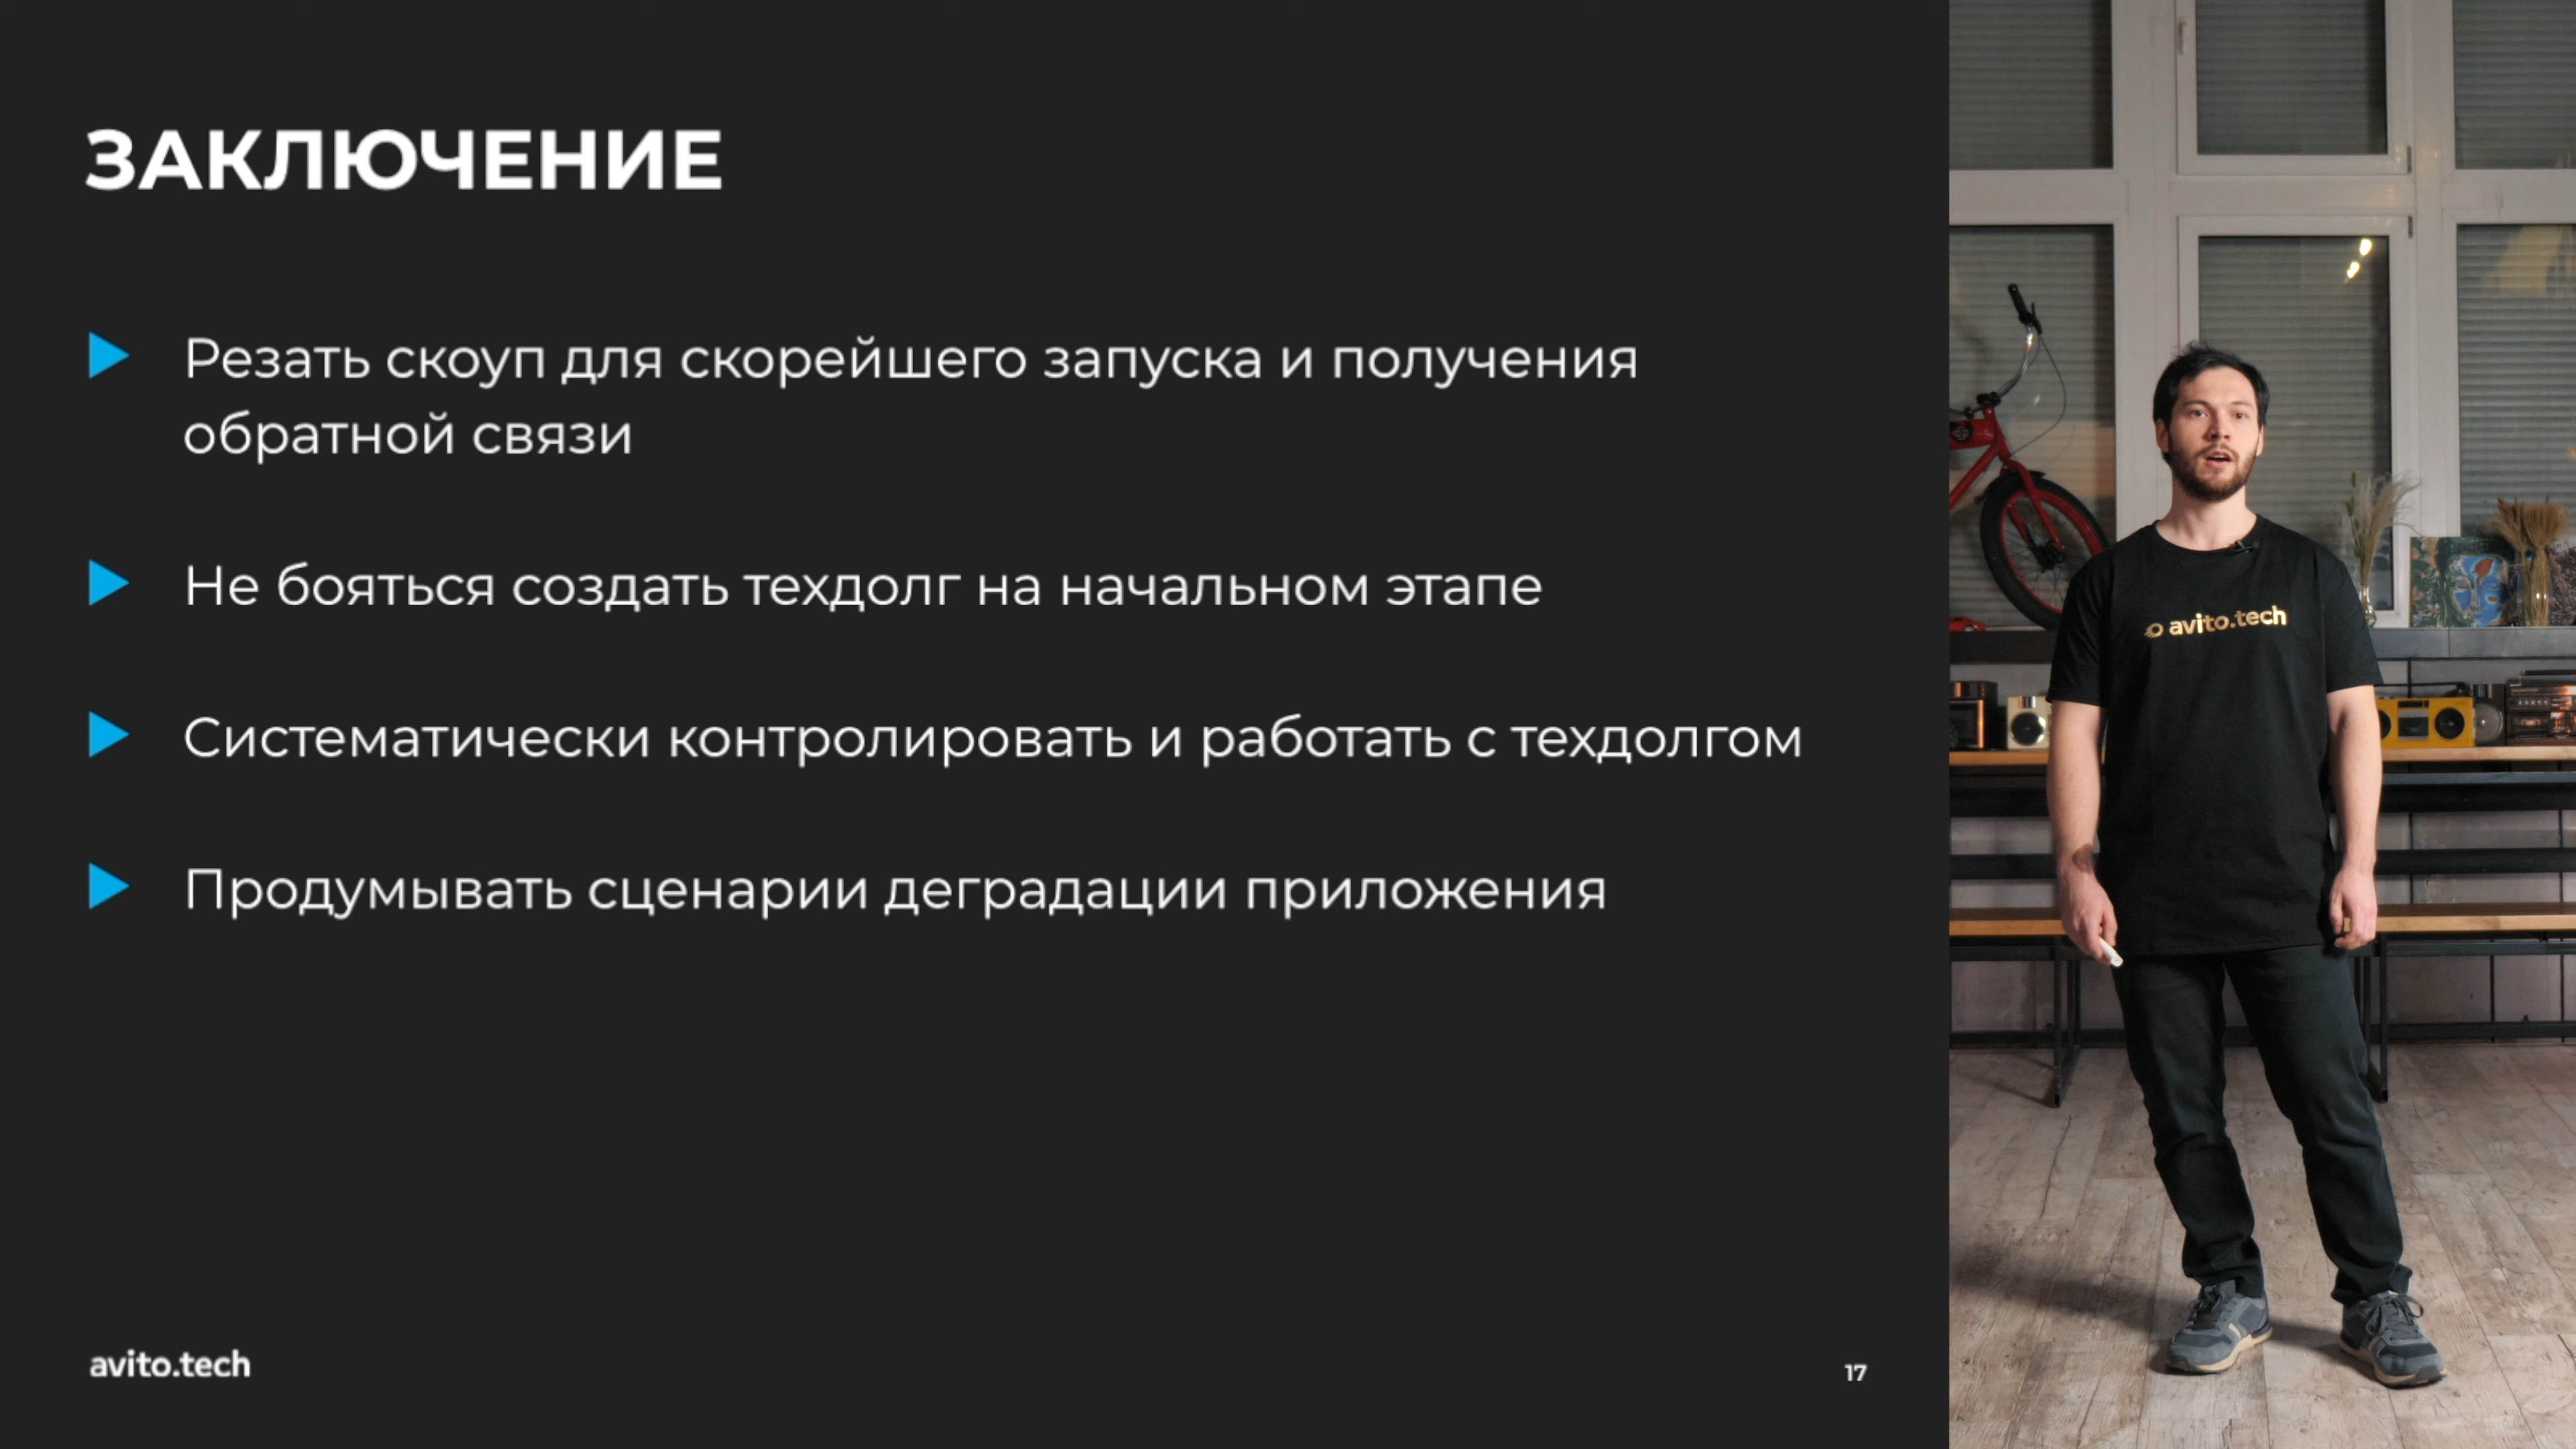 ЗАКЛЮЧЕНИЕ
Резать скоуп для скорейшего запуска и получения
обратной связи
Не бояться создать техдолг на начальном этапе
Систематически контролировать и работать с техдолгом
Продумывать сценарии деградации приложения
avito.tech
17
avito.tech